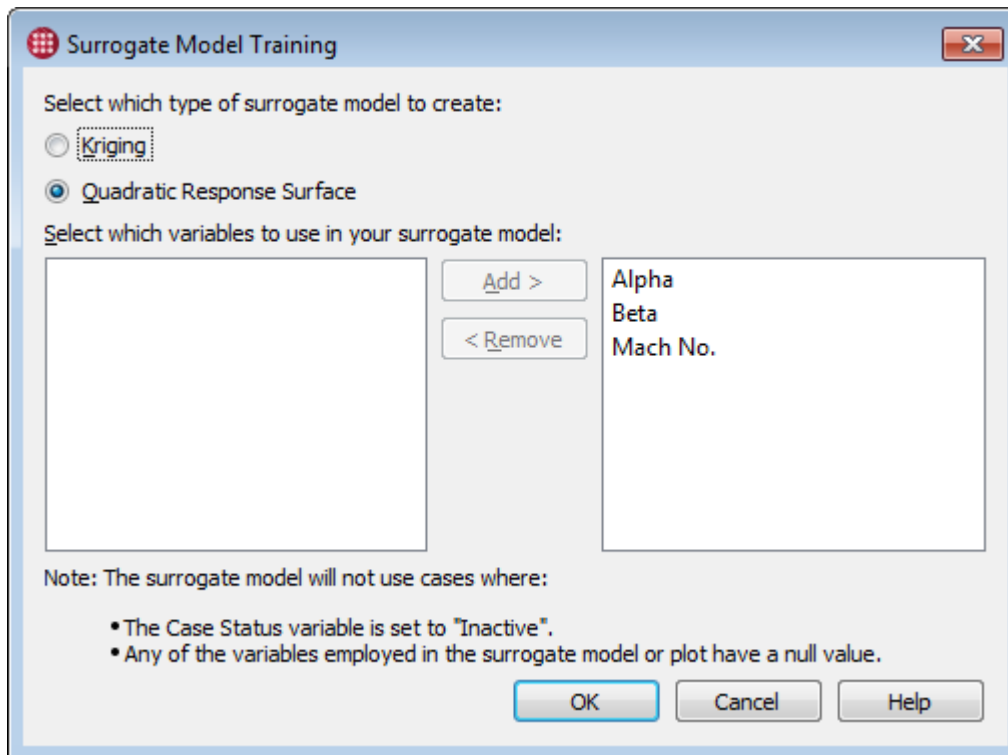 Surrogate Model Training
Select which type of surrogate model to create:
Kriging
Quadratic Response Surface
Select which variables to use in your surrogate model:
Add >
< Remove
Alpha
Beta
Mach No.
Note: The surrogate model will not use cases where:
• The Case Status variable is set to "Inactive".
• Any of the variables employed in the surrogate model or plot have a null value.
OK Cancel Help